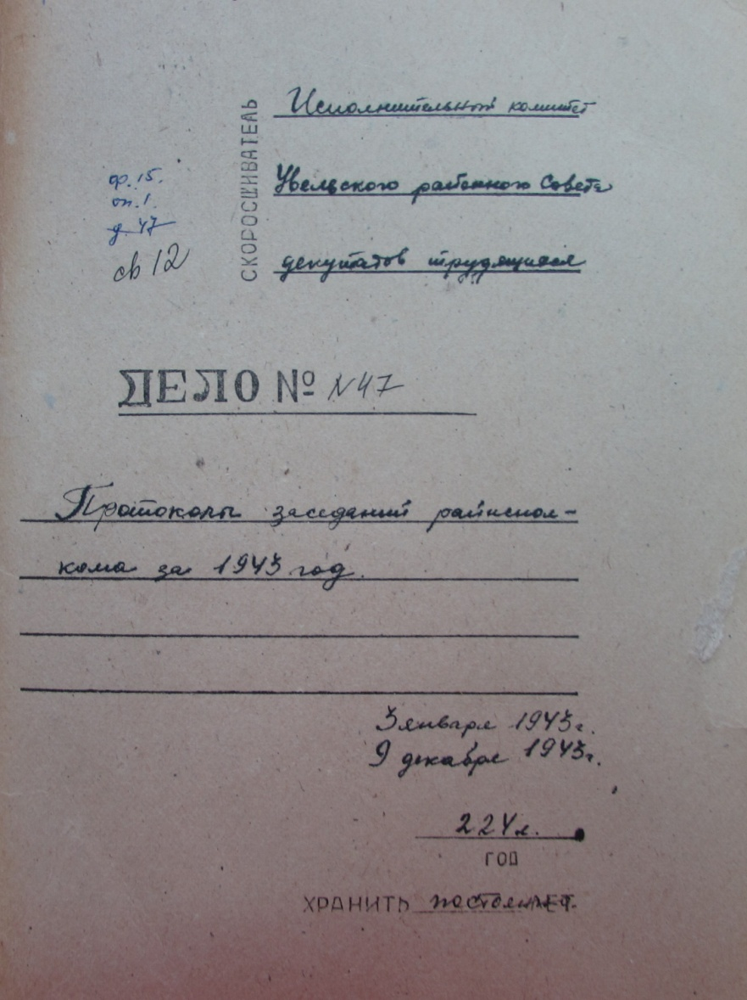 Исполнительный комитет
Увельского районного Совета
депутатов трудящихся
СКОРОСШИВАТЕЛЬ
ф. 15.
оп. 1.
д. 47
св 12
ДЕЛО № N47
Протоколы заседаний райиспол-
кома за 1943 год.
3 января 1943 г.
9 декабря 1943 г.
224 л.
ГОД
ХРАНИТЬ